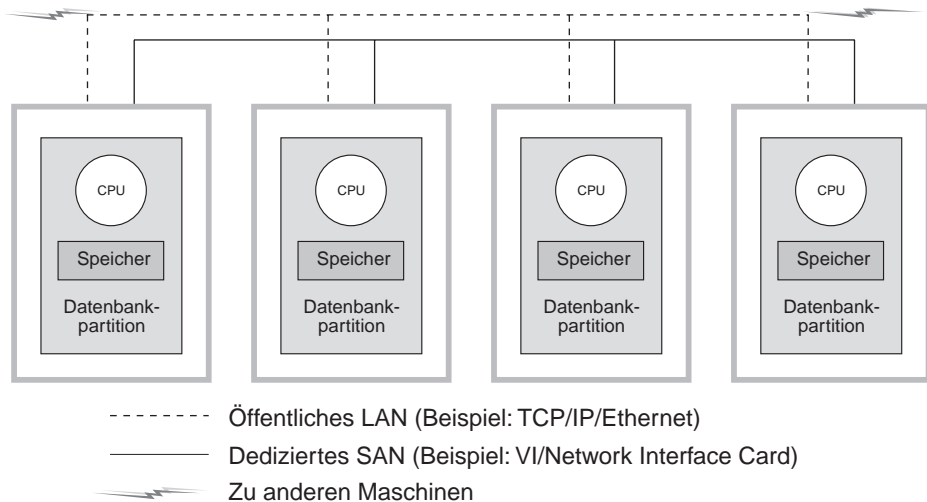 CPU
Speicher
Datenbank-
partition
CPU
Speicher
Datenbank-
partition
CPU
Speicher
Datenbank-
partition
CPU
Speicher
Datenbank-
partition
Öffentliches LAN (Beispiel: TCP/IP/Ethernet)
Dediziertes SAN (Beispiel: VI/Network Interface Card)
Zu anderen Maschinen